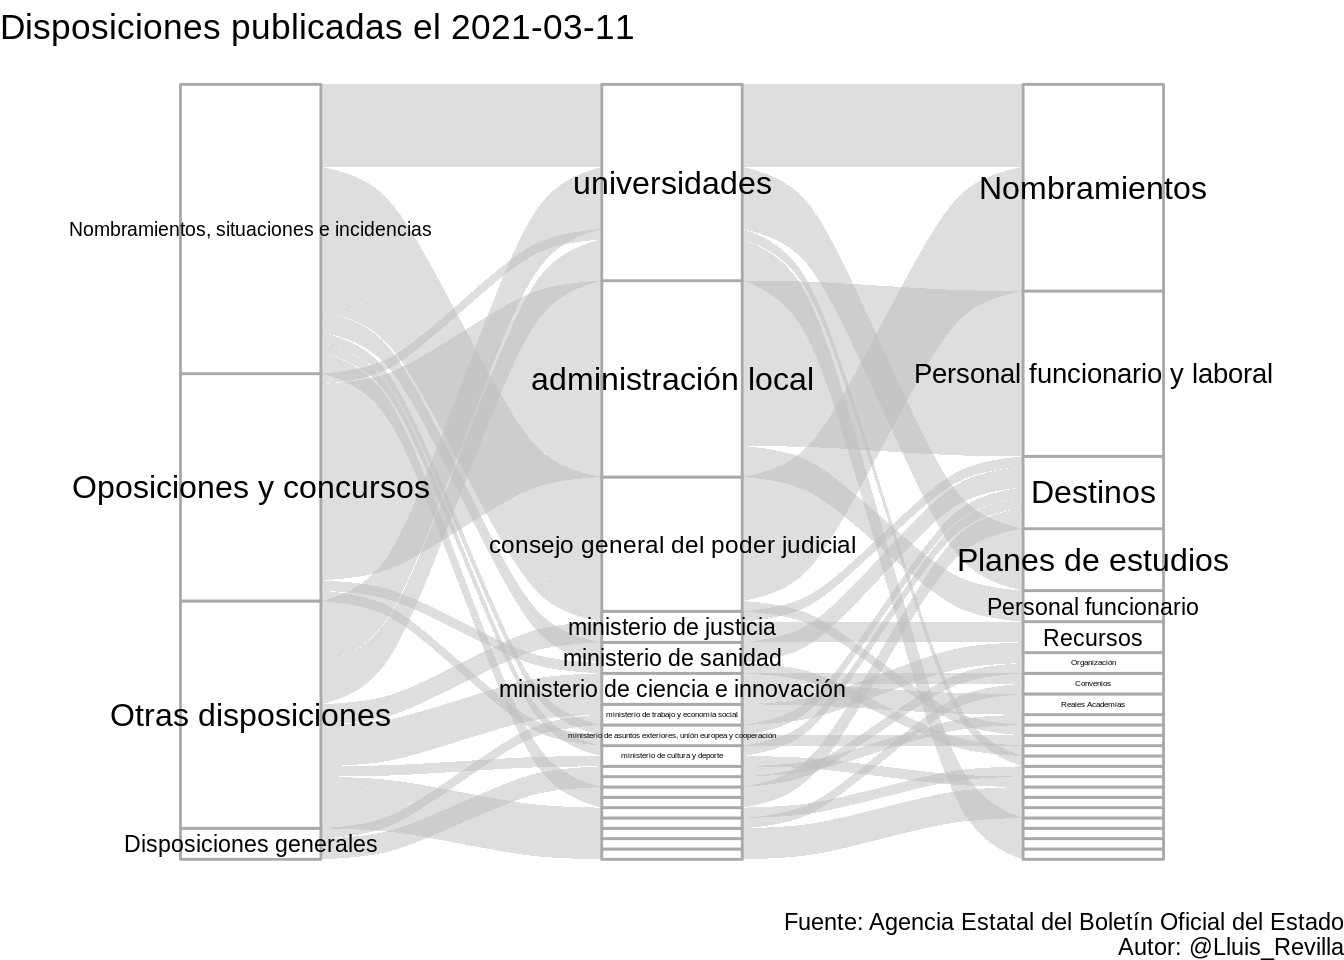 Disposiciones publicadas el 2021-03-11
Nombramientos, situaciones e incidencias
Oposiciones y concursos
Otras disposiciones
Disposiciones generales
universidades
administración local
consejo general del poder judicial
ministerio de justicia
ministerio de sanidad
ministerio de ciencia e innovación
ministerio de trabajo y economía social
ministerio de asuntos exteriores, unión europea y cooperación
ministerio de cultura y deporte
Nombramientos
Personal funcionario y laboral
Destinos
Planes de estudios
Personal funcionario
Recursos
Organización
Convenios
Reales Academias
Fuente: Agencia Estatal del Boletín Oficial del Estado
Autor: @Lluis_Revilla